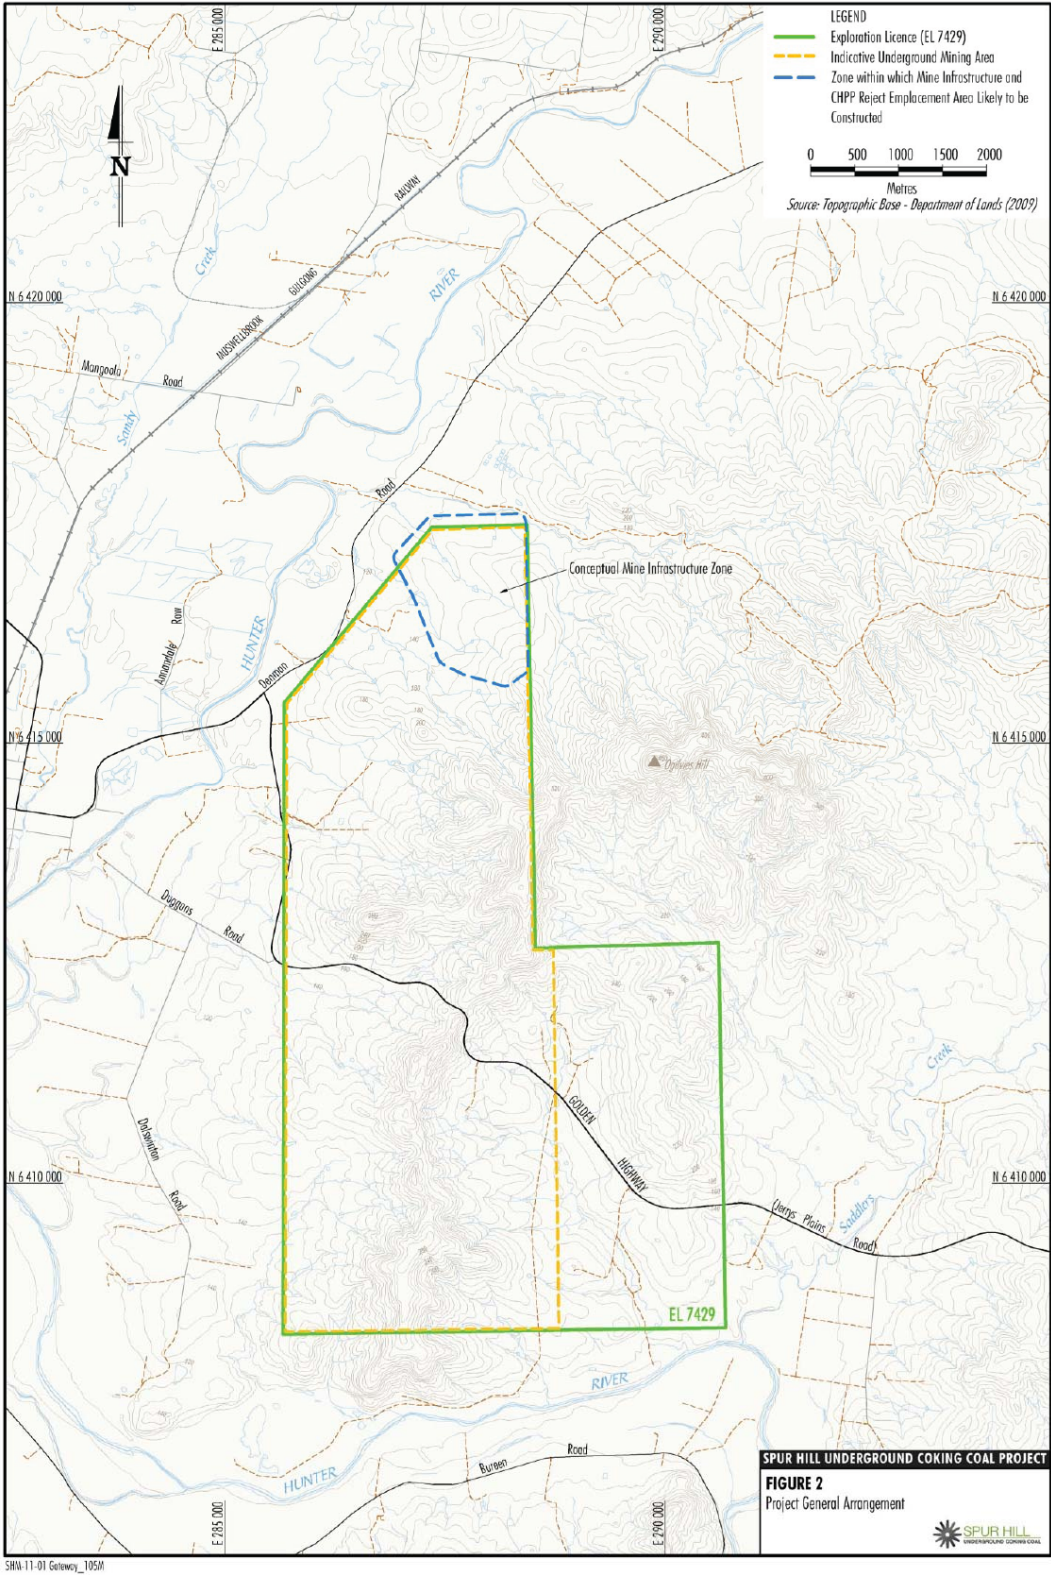 E 285 000
E 290 000
LEGEND
Exploration Licence (EL 7429)
Indicative Underground Mining Area
Zone within which Mine Infrastructure and
CHPP Reject Emplacement Area Likely to be
Constructed
0 500 1000 1500 2000
Metres
Source: Topographic Base - Department of Lands (2009)
N
RAILWAY
GULGONG
MUSWELLBROOK
Creek
Sandy
RIVER
N 6 420 000
N 6 420 000
Mangoola Road
Road
Conceptual Mine Infrastructure Zone
HUNTER
Annandale Row
Denman
N 6 415 000
N 6 415 000
Ogilvies Hill
Duggans Road
Creek
GOLDEN
HIGHWAY
Dalswinton
Road
N 6 410 000
N 6 410 000
(Jerrys Plains
Road)
Saddlers
EL 7429
RIVER
HUNTER
Bureen Road
SPUR HILL UNDERGROUND COKING COAL PROJECT
FIGURE 2
Project General Arrangement
SPUR HILL
UNDERGROUND COKING COAL
E 285 000
E 290 000
SHM-11-01 Gateway_105M